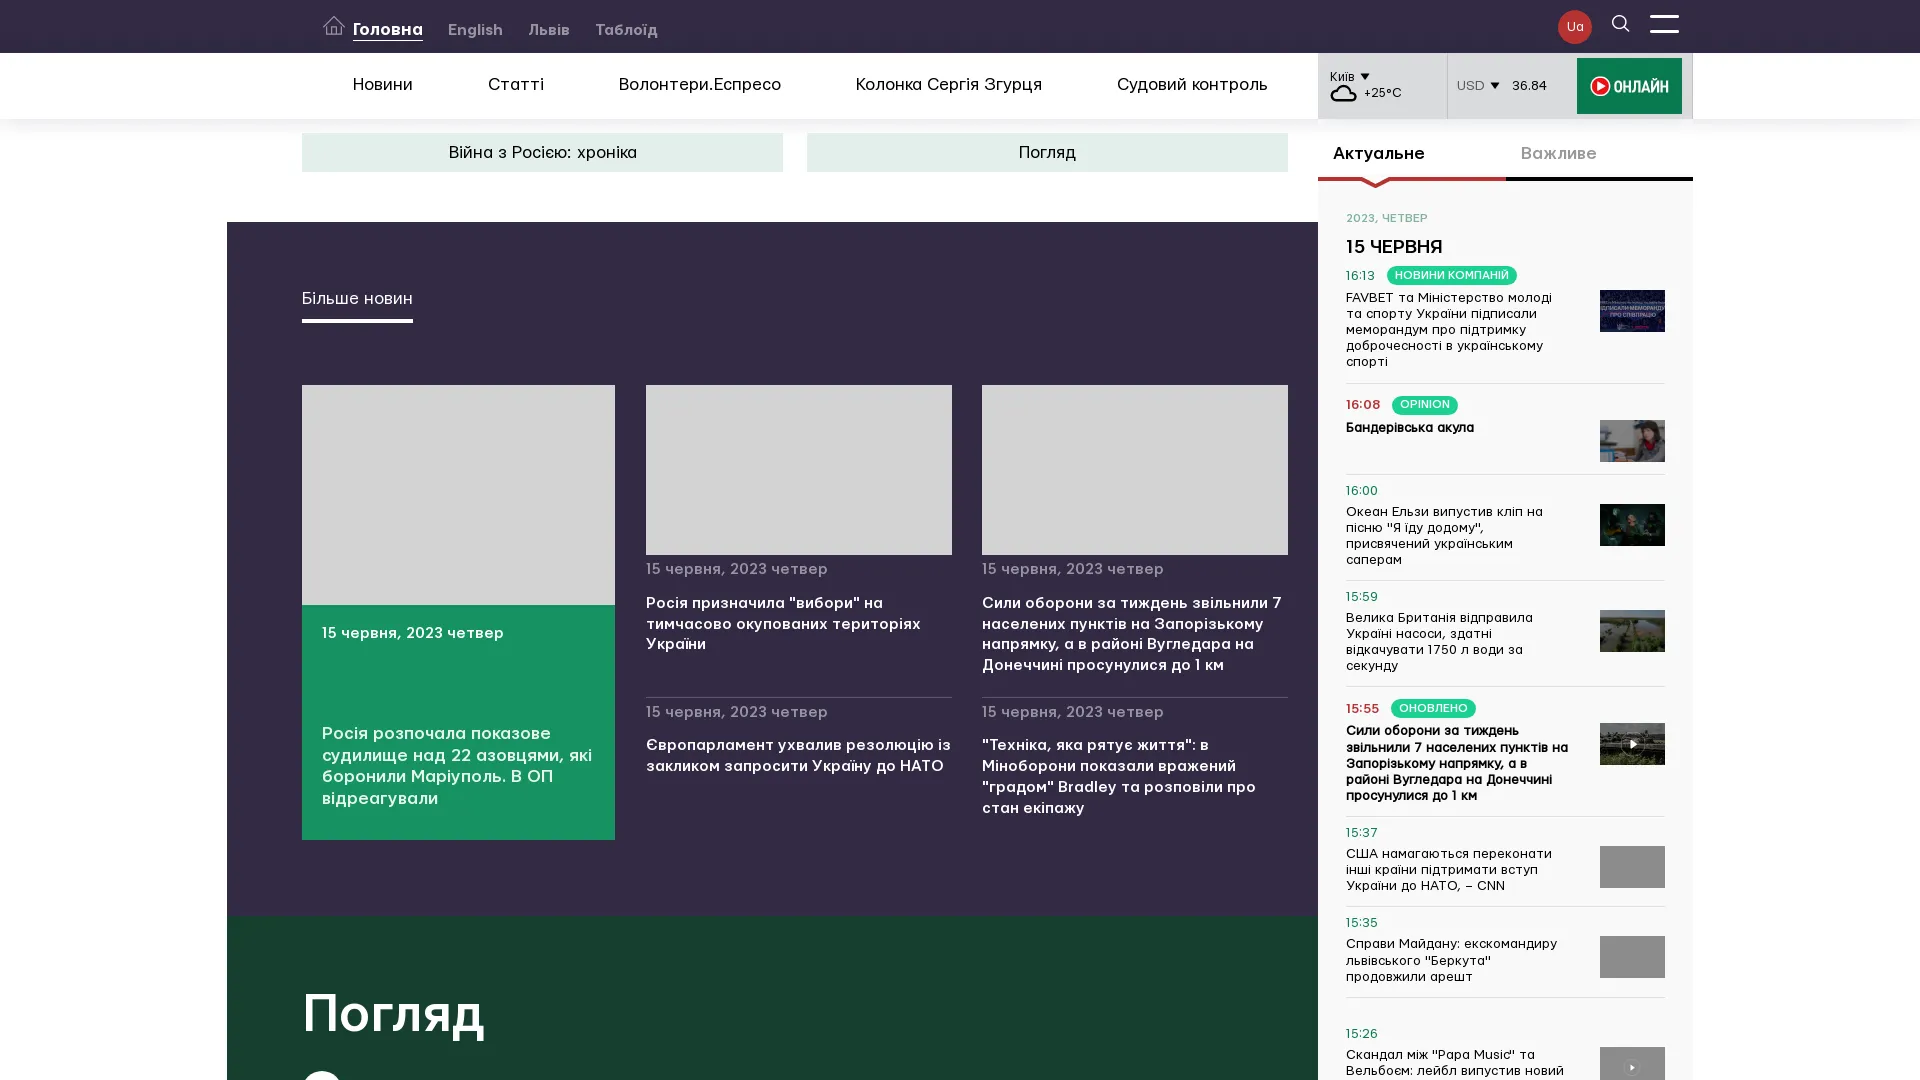 Головна
English
Львів
Таблоїд
Ua
Новини
Статті
Волонтери.Еспресо
Колонка Сергія Згурця
Судовий контроль
Київ
+25°C
USD
36.84
ОНЛАЙН
Війна з Росією: хроніка
Погляд
Більше новин
15 червня, 2023 четвер
Росія розпочала показове
судилище над 22 азовцями, які
боронили Маріуполь. В ОП
відреагували
15 червня, 2023 четвер
Росія призначила "вибори" на
тимчасово окупованих територіях
України
15 червня, 2023 четвер
Сили оборони за тиждень звільнили 7
населених пунктів на Запорізькому
напрямку, а в районі Вугледара на
Донеччині просунулися до 1 км
15 червня, 2023 четвер
Європарламент ухвалив резолюцію із
закликом запросити Україну до НАТО
15 червня, 2023 четвер
"Техніка, яка рятує життя": в
Міноборони показали вражений
"градом" Bradley та розповіли про
стан екіпажу
Погляд
Актуальне
Важливе
2023, ЧЕТВЕР
15 ЧЕРВНЯ
16:13
НОВИНИ КОМПАНІЙ
FAVBET та Міністерство молоді
та спорту України підписали
меморандум про підтримку
доброчесності в українському
спорті
16:08
OPINION
Бандерівська акула
16:00
Океан Ельзи випустив кліп на
пісню "Я їду додому",
присвячений українським
саперам
15:59
Велика Британія відправила
Україні насоси, здатні
відкачувати 1750 л води за
секунду
15:55
ОНОВЛЕНО
Сили оборони за тиждень
звільнили 7 населених пунктів на
Запорізькому напрямку, а в
районі Вугледара на Донеччині
просунулися до 1 км
15:37
США намагаються переконати
інші країни підтримати вступ
України до НАТО, – CNN
15:35
Справи Майдану: екскомандиру
львівського "Беркута"
продовжили арешт
15:26
Скандал між "Papa Music" та
Вельбоєм: лейбл випустив новий